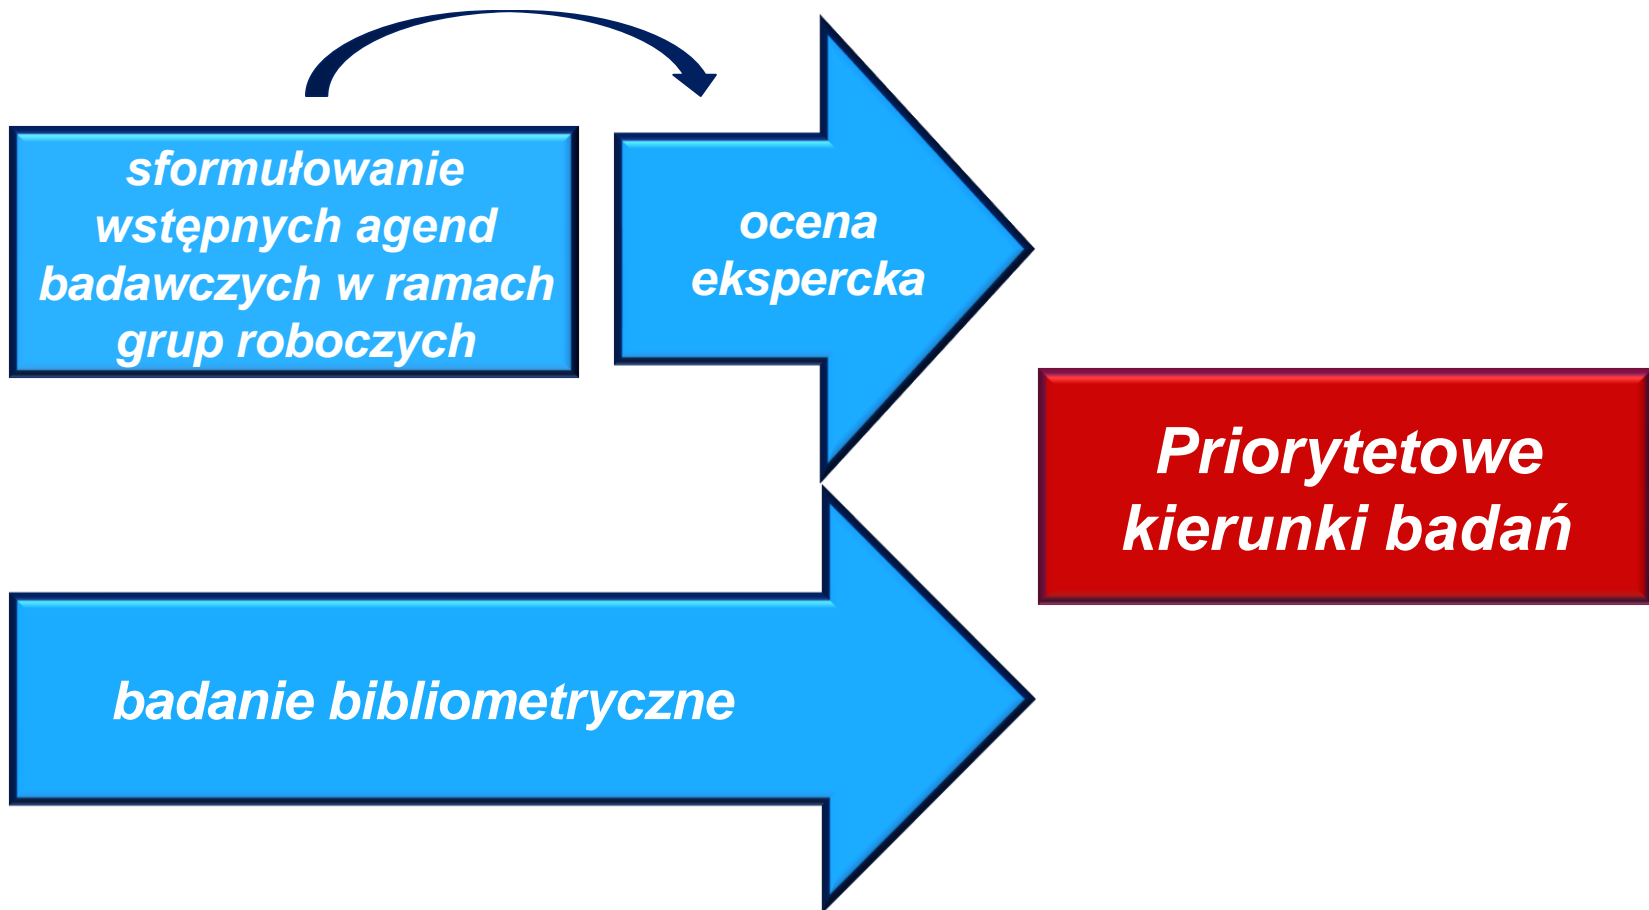 sformułowanie
wstępnych agend
badawczych w ramach
grup roboczych
ocena
ekspercka
Priorytetowe
kierunki badań
badanie bibliometryczne